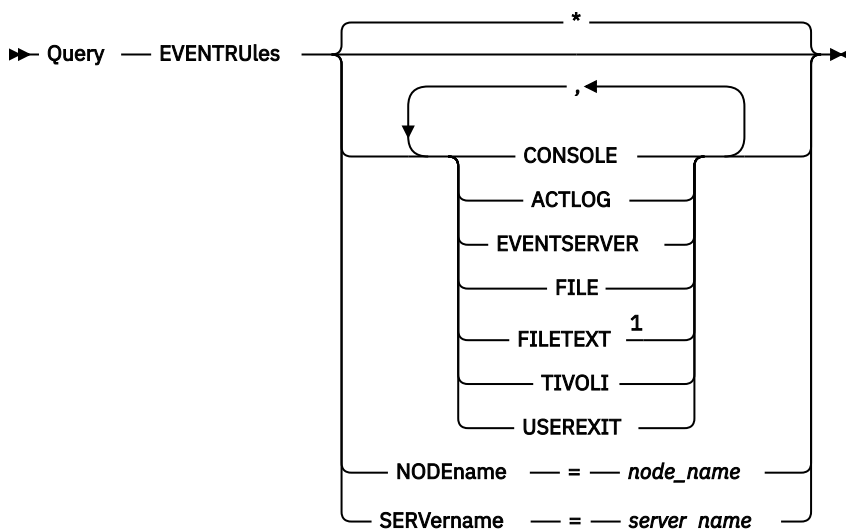 *
Query EVENTRUles
,
CONSOLE
ACTLOG
EVENTSERVER
FILE
FILETEXT 1
TIVOLI
USEREXIT
NODEname = node_name
SERVername = server_name